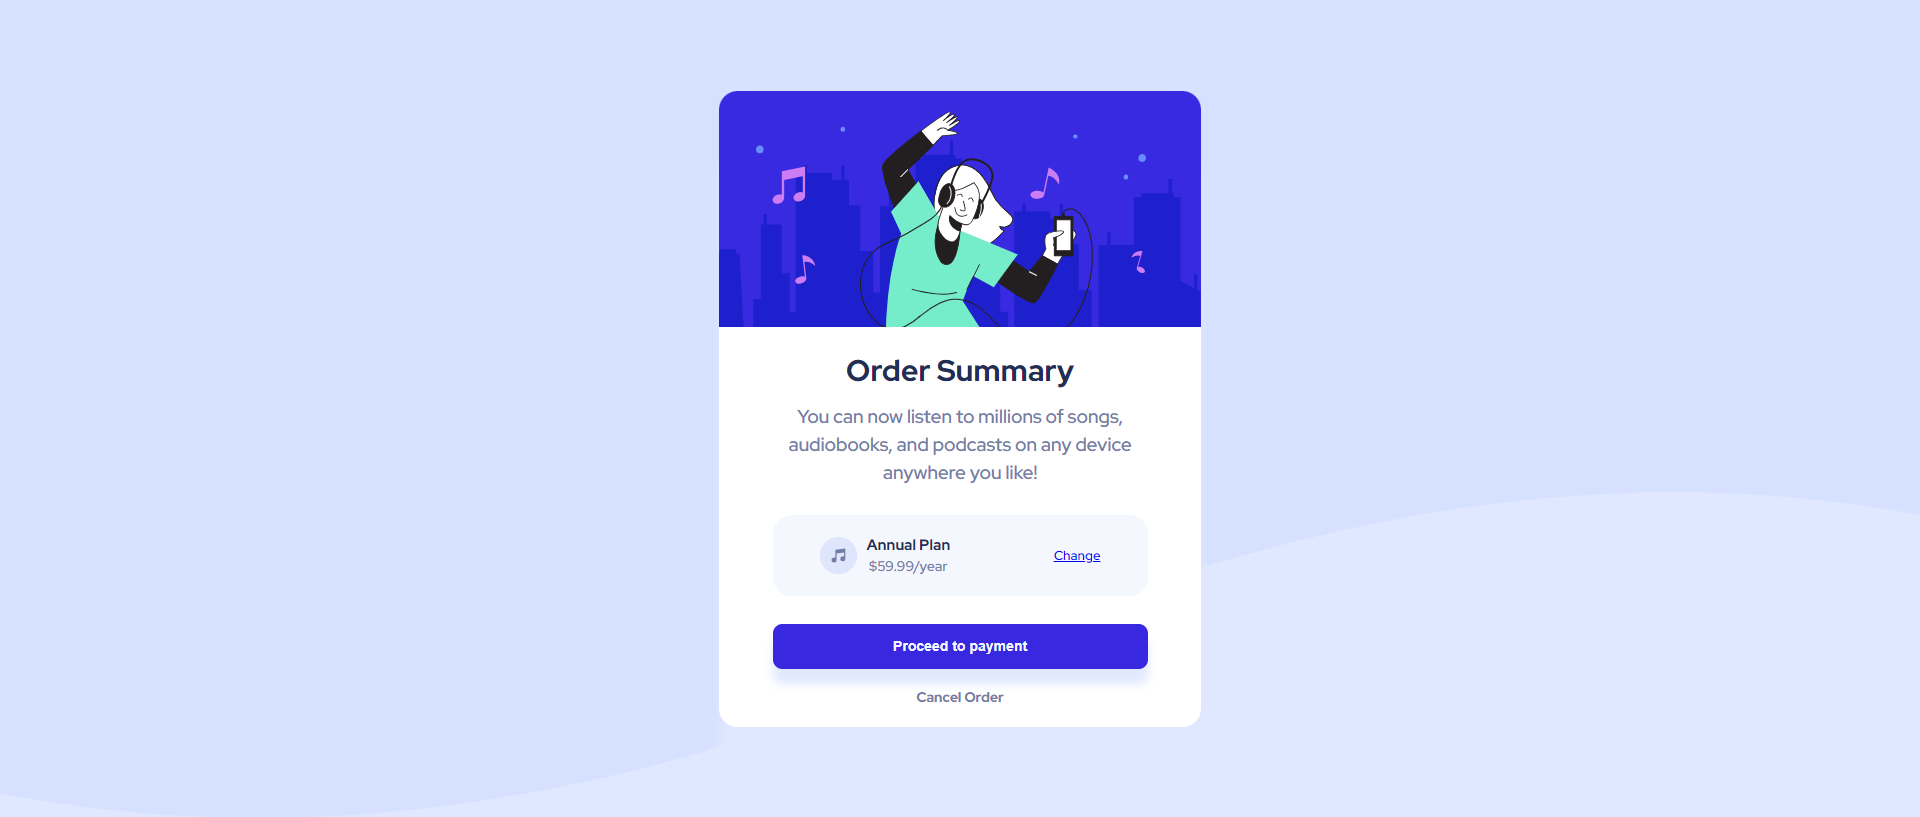 Order Summary
You can now listen to millions of songs,
audiobooks, and podcasts on any device
anywhere you like!
Annual Plan
$59.99/year
Change
Proceed to payment
Cancel Order